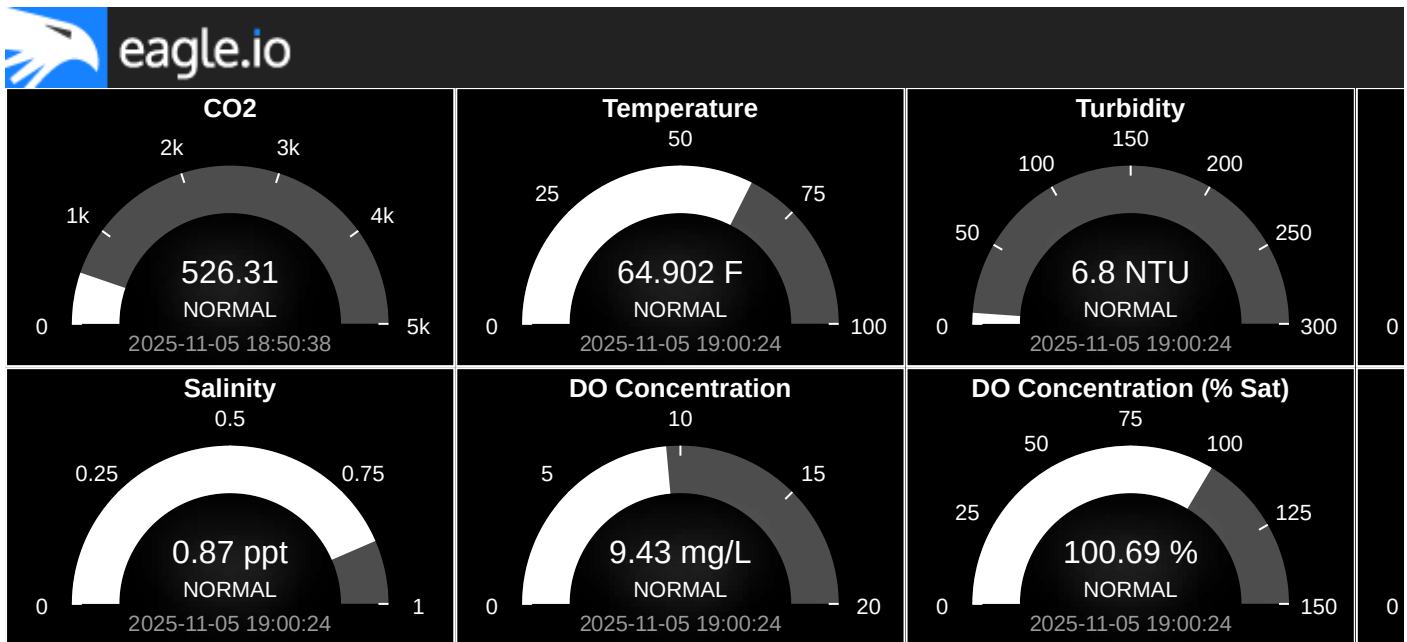 eagle.io
CO2
2k
3k
1k
4k
526.31
NORMAL
0
5k
2025-11-05 18:50:38
Temperature
50
25
75
64.902 F
NORMAL
0
100
2025-11-05 19:00:24
Turbidity
150
100
200
50
250
6.8 NTU
NORMAL
0
300
2025-11-05 19:00:24
0
Salinity
0.5
0.25
0.75
0.87 ppt
NORMAL
0
1
2025-11-05 19:00:24
DO Concentration
10
5
15
9.43 mg/L
NORMAL
0
20
2025-11-05 19:00:24
DO Concentration (% Sat)
75
50
100
25
125
100.69 %
NORMAL
0
150
2025-11-05 19:00:24
0